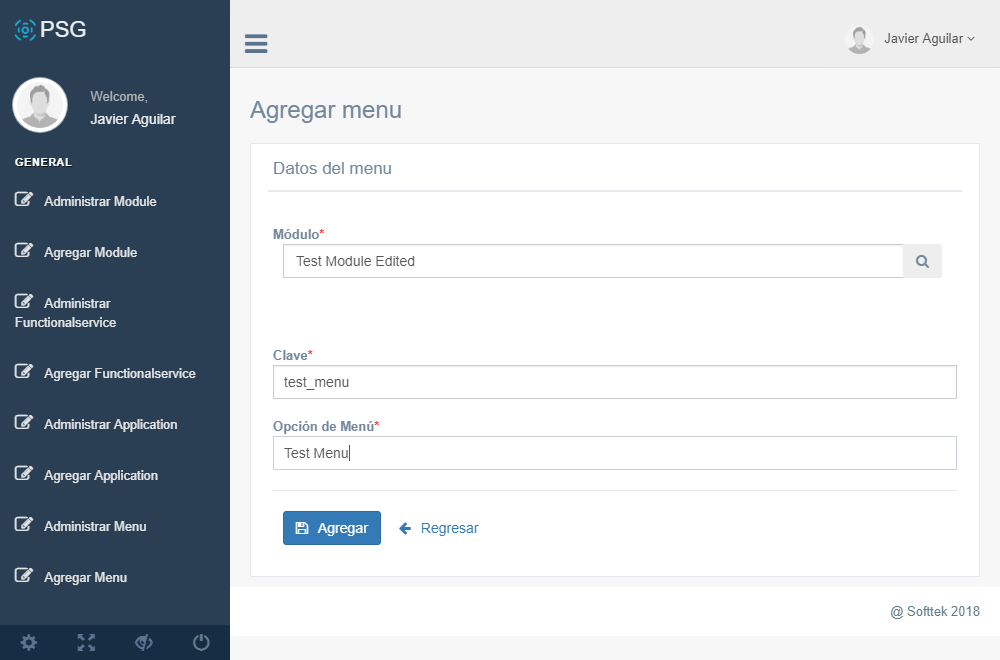 PSG
Welcome,
Javier Aguilar
GENERAL
Administrar Module
Agregar Module
Administrar
Functionalservice
Agregar Functionalservice
Administrar Application
Agregar Application
Administrar Menu
Agregar Menu
Javier Aguilar
Agregar menu
Datos del menu
Módulo*
Test Module Edited
Clave*
test_menu
Opción de Menú*
Test Menu
Agregar
Regresar
@ Softtek 2018